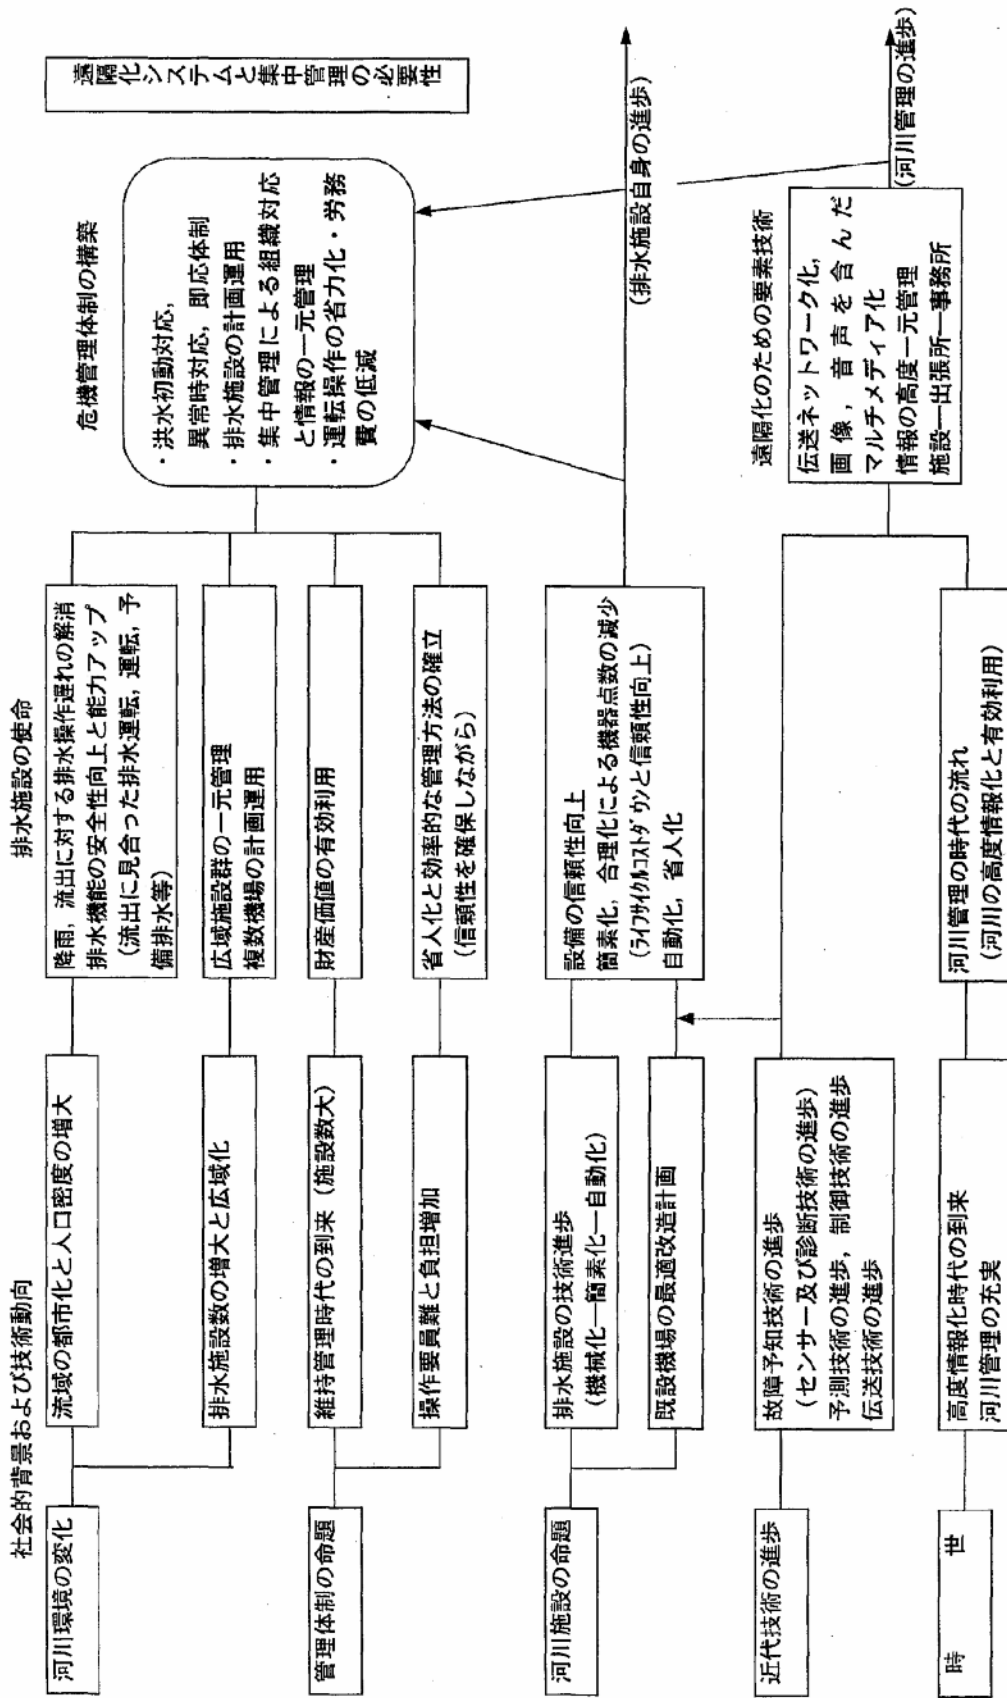 社会的背景および技術動向
排水施設の使命
危機管理体制の構築
遠隔化システムと集中管理の必要性
河川環境の変化
流域の都市化と人口密度の増大
排水施設数の増大と広域化
降雨，流出に対する排水操作遅れの解消
排水機能の安全性向上と能力アップ
（流出に見合った排水運転，運転，予
備排水等）
広域施設群の一元管理
複数機場の計画運用
管理体制の命題
維持管理時代の到来（施設数大）
操作要員難と負担増加
財産価値の有効利用
省人化と効率的な管理方法の確立
（信頼性を確保しながら）
・洪水初動対応，
異常時対応，即応体制
・排水施設の計画運用
・集中管理による組織対応
と情報の一元管理
・運転操作の省力化・労務
費の低減
河川施設の命題
排水施設の技術進歩
（機械化―簡素化―自動化）
既設機場の最適改造計画
設備の信頼性向上
簡素化，合理化による機器点数の減少
（ライフサイクルコストダウンと信頼性向上）
自動化，省人化
（排水施設自身の進歩）
近代技術の進歩
故障予知技術の進歩
（センサー及び診断技術の進歩）
予測技術の進歩，制御技術の進歩
伝送技術の進歩
遠隔化のための要素技術
伝送ネットワーク化，
画像，音声を含んだ
マルチメディア化
情報の高度一元管理
施設―出張所―事務所
（河川管理の進歩）
時世
高度情報化時代の到来
河川管理の充実
河川管理の時代の流れ
（河川の高度情報化と有効利用）